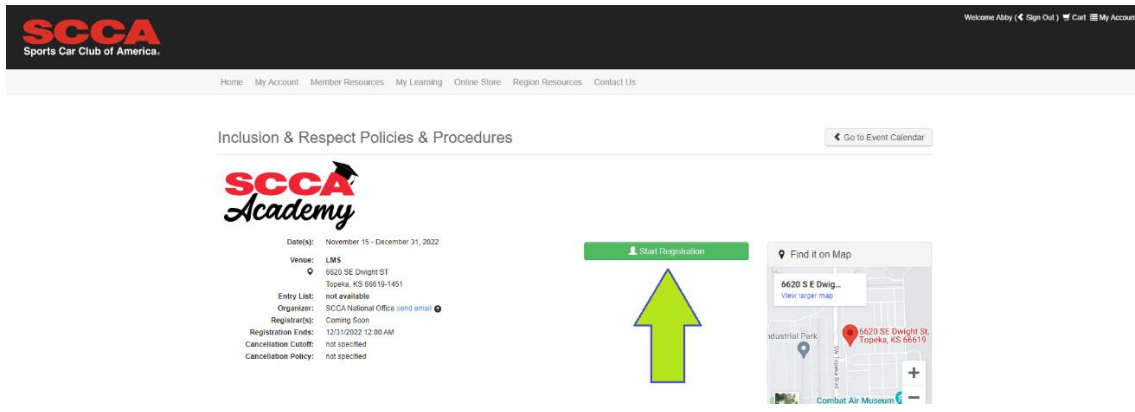 Welcome Abby ( Sign Out ) Cart My Account
SCCA
Sports Car Club of America.
Home My Account Member Resources My Learning Online Store Region Resources Contact Us
Inclusion & Respect Policies & Procedures
Go to Event Calendar
SCCA
Academy
Date(s): November 15 - December 31, 2022
Venue: LMS
6620 SE Dwight ST
Topeka, KS 66619-1451
Entry List: not available
Organizer: SCCA National Office send email
Registrar(s): Coming Soon
Registration Ends: 12/31/2022 12:00 AM
Cancellation Cutoff: not specified
Cancellation Policy: not specified
Start Registration
Find it on Map
6620 S E Dwig...
View larger map
ndustrial Park
6620 SE Dwight St,
Topeka, KS 66619
SW Topeka Blvd
+
Combat Air Museum
−